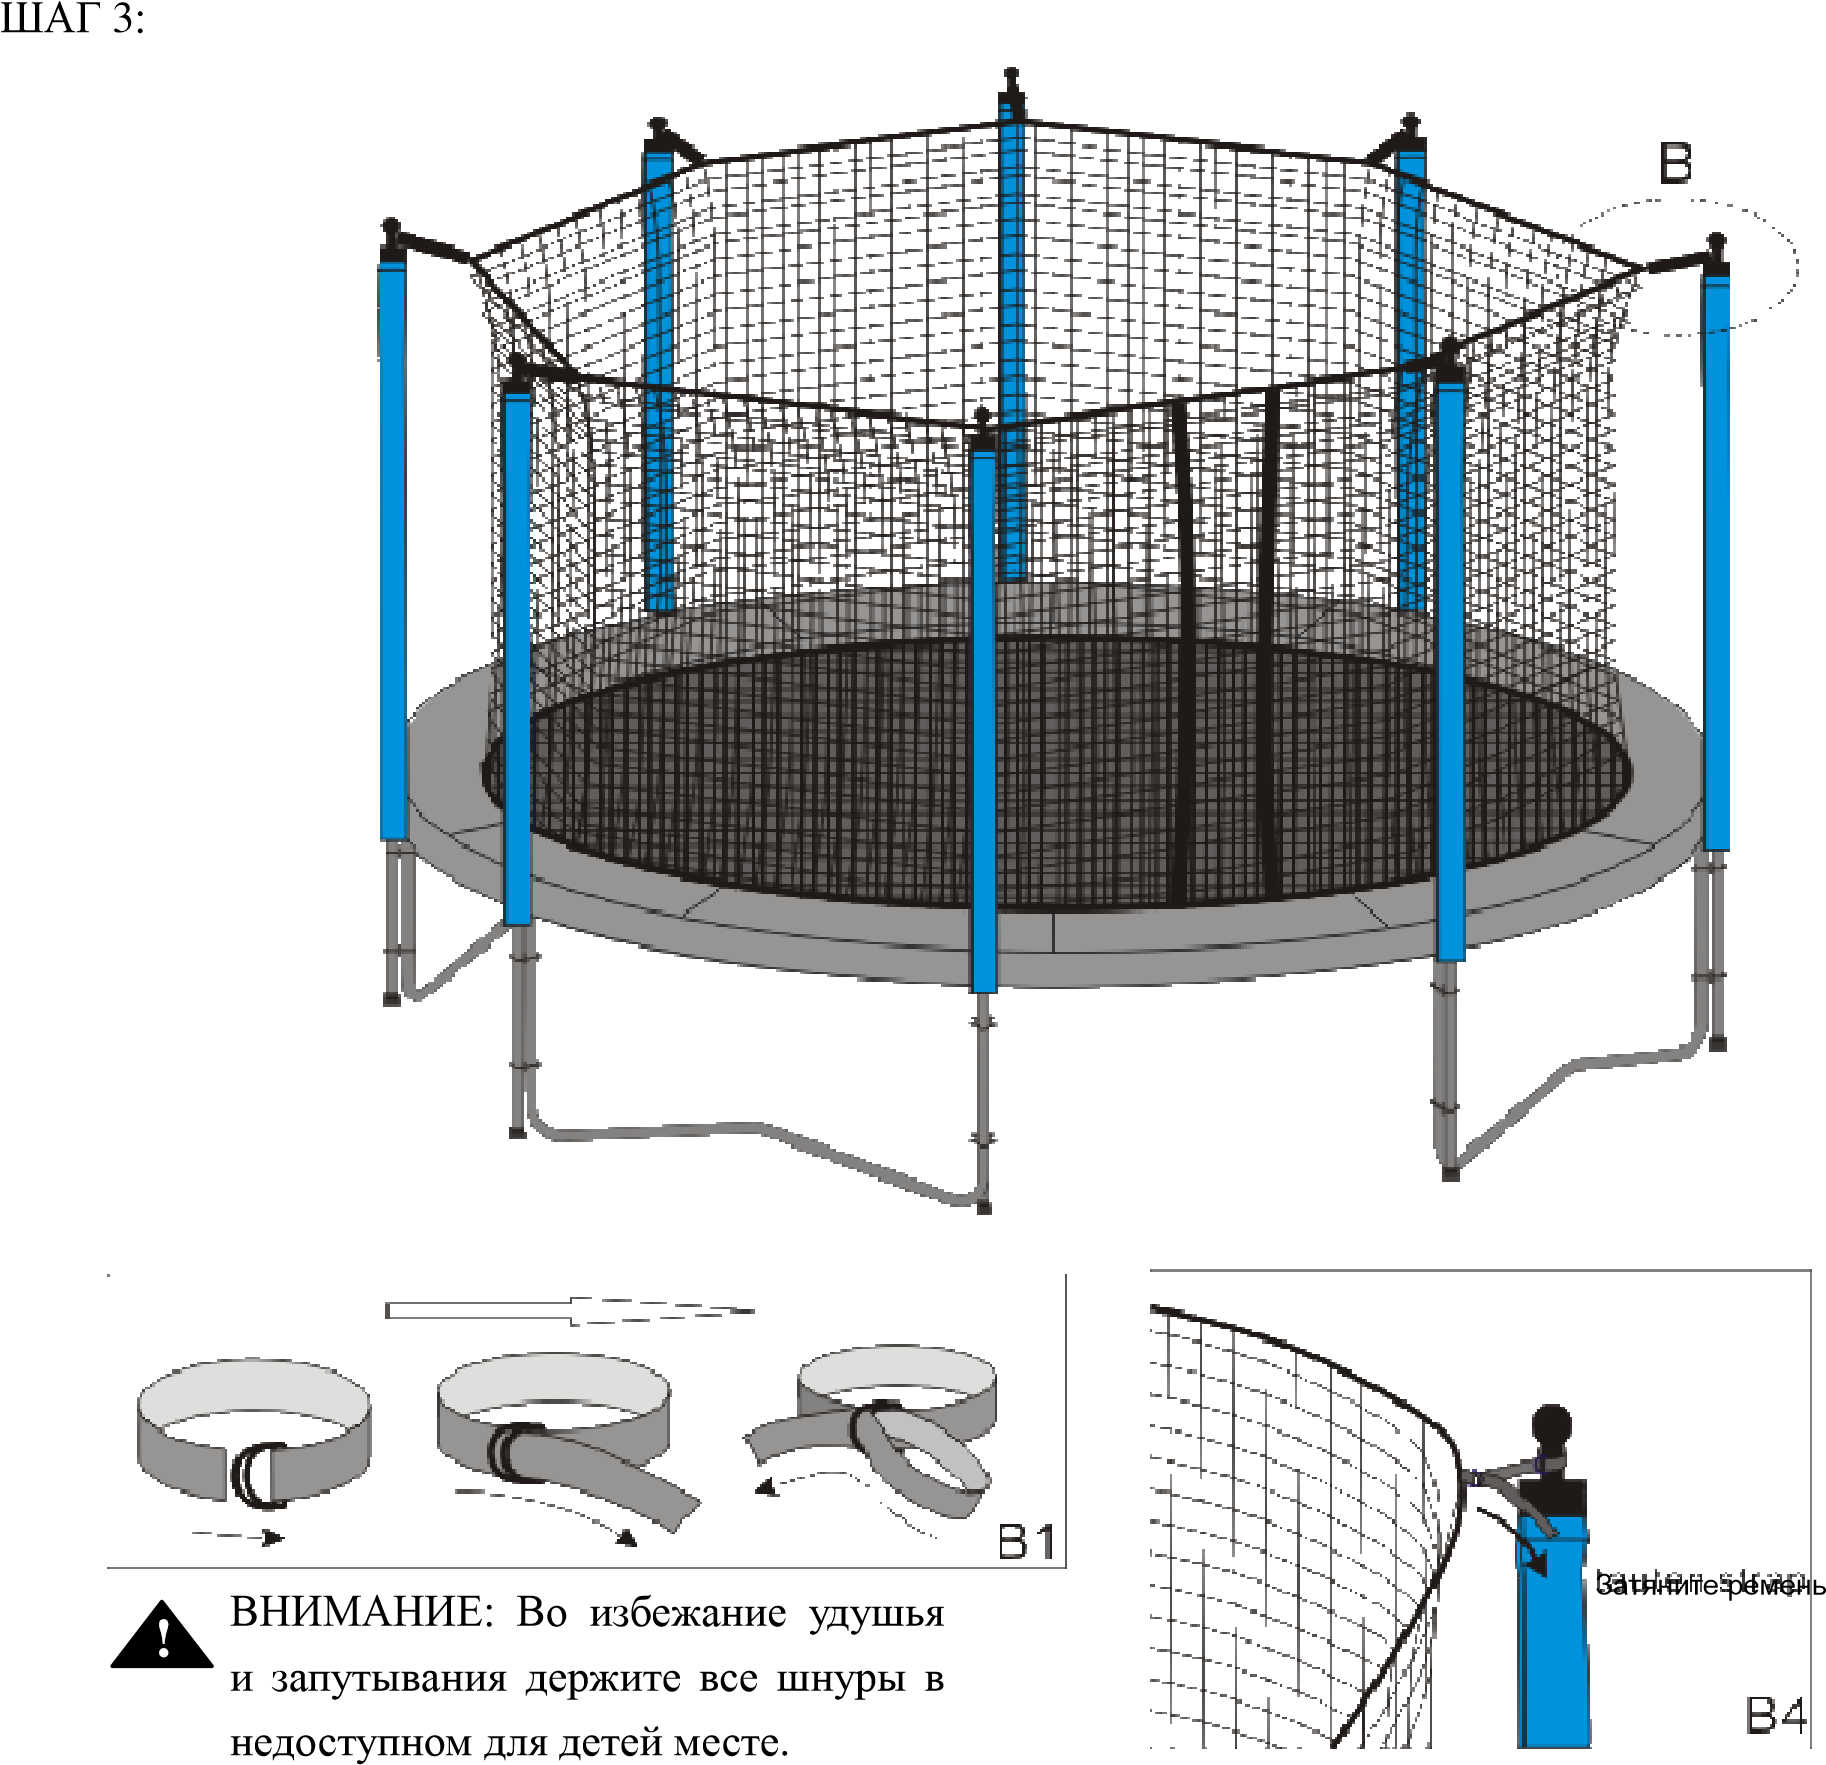 ШАГ 3:
B
B1
ВНИМАНИЕ: Во избежание удушья
и запутывания держите все шнуры в
недоступном для детей месте.
Затяните ремень
B4